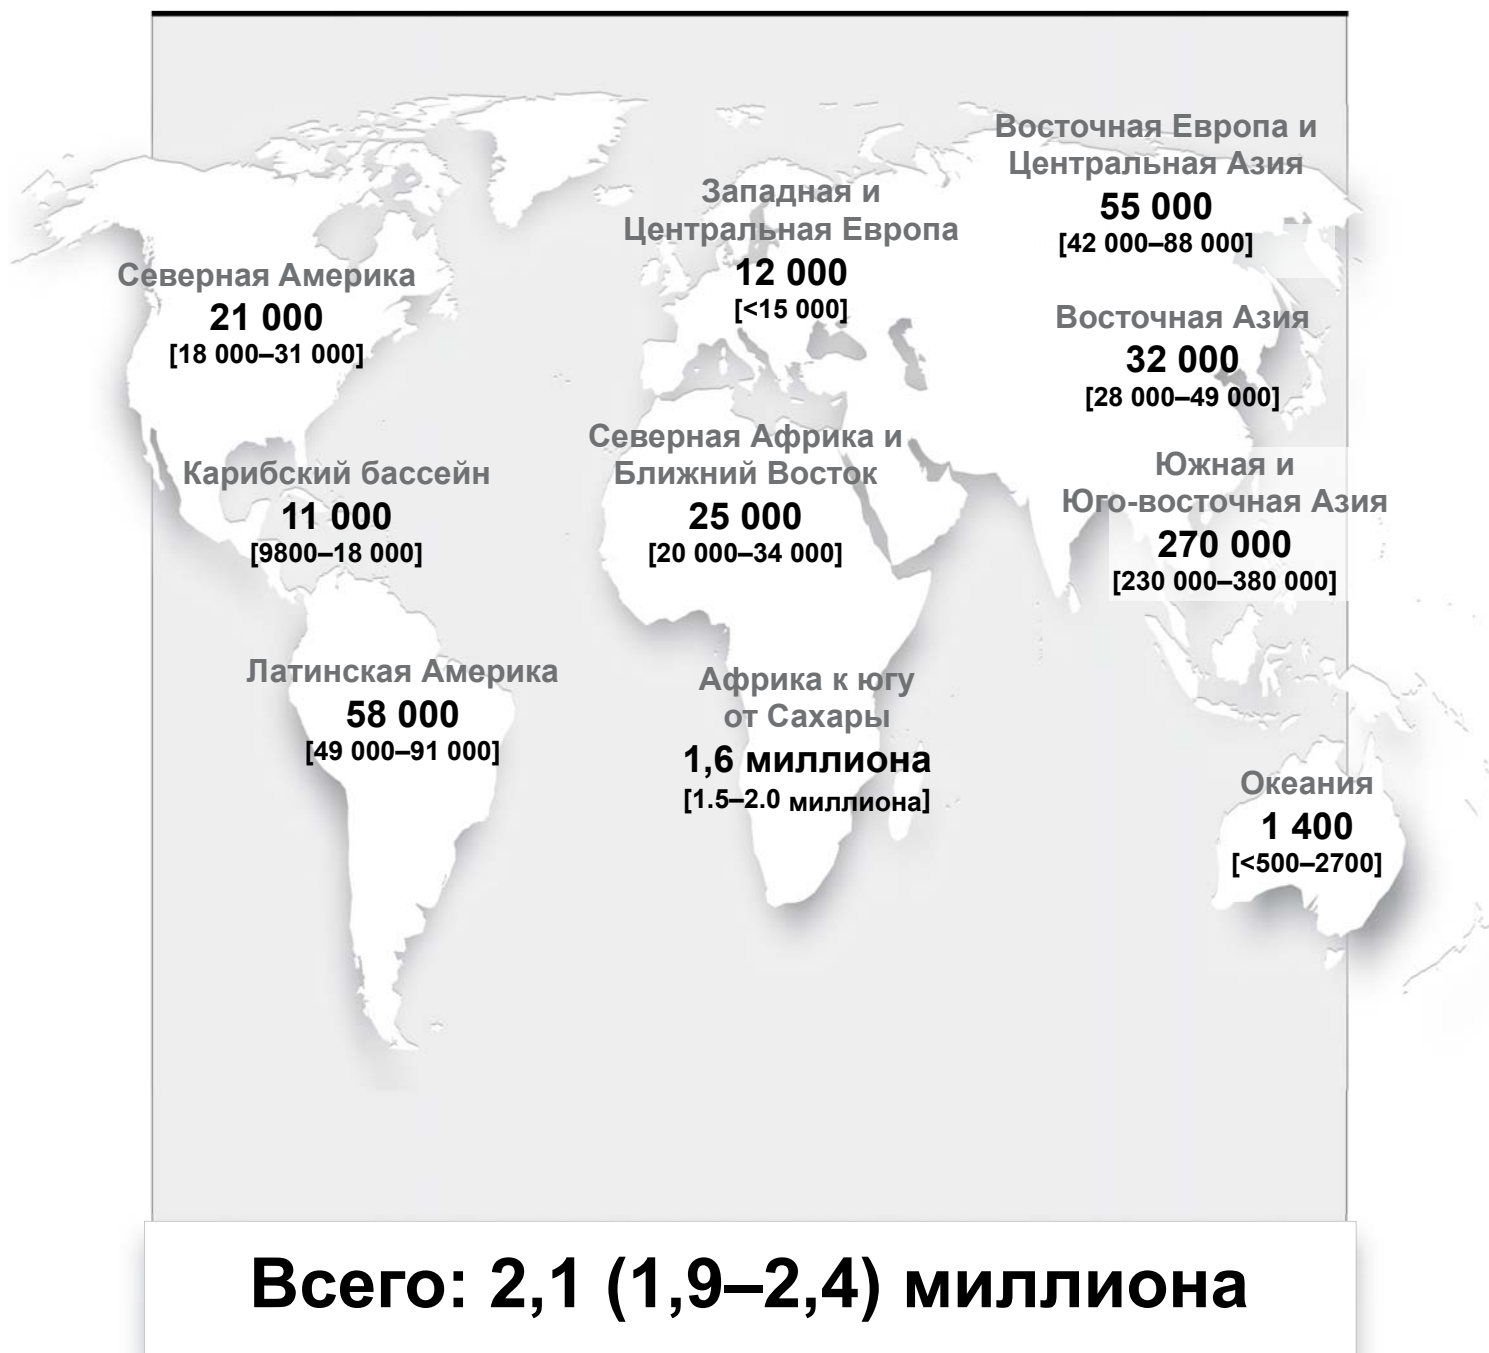 Восточная Европа и
Центральная Азия
55 000
[42 000–88 000]
Западная и
Центральная Европа
12 000
[<15 000]
Северная Америка
21 000
[18 000–31 000]
Восточная Азия
32 000
[28 000–49 000]
Северная Африка и
Ближний Восток
25 000
[20 000–34 000]
Карибский бассейн
11 000
[9800–18 000]
Южная и
Юго-восточная Азия
270 000
[230 000–380 000]
Латинская Америка
58 000
[49 000–91 000]
Африка к югу
от Сахары
1,6 миллиона
[1.5–2.0 миллиона]
Океания
1 400
[<500–2700]
Всего: 2,1 (1,9–2,4) миллиона